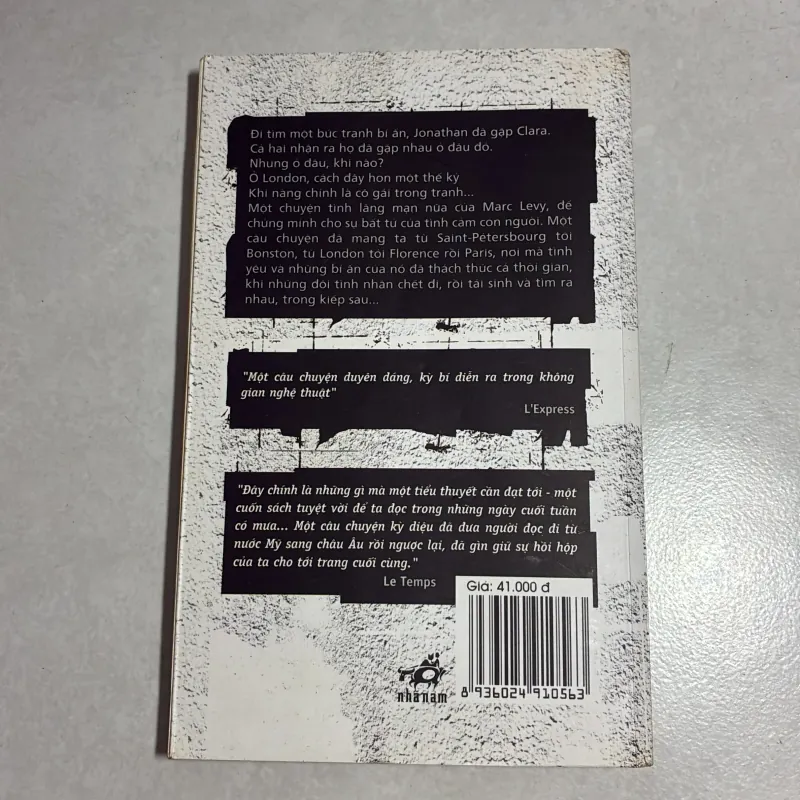 Đi tìm một bức tranh bí ẩn, Jonathan đã gặp Clara.
Cả hai nhận ra họ đã gặp nhau ở đâu đó.
Nhưng ở đâu, khi nào?
Ở London, cách đây hơn một thế kỷ
Khi nàng chính là cô gái trong tranh...
Một chuyện tình lãng mạn nữa của Marc Levy, để
chứng minh cho sự bất tử của tình cảm con người. Một
câu chuyện đã mang ta từ Saint-Pétersbourg tới
Bonston, từ London tới Florence rồi Paris, nơi mà tình
yêu và những bí ẩn của nó đã thách thức cả thời gian,
khi những đôi tình nhân chết đi, rồi tái sinh và tìm ra
nhau, trong kiếp sau...
"Một câu chuyện duyên dáng, kỳ bí diễn ra trong không
gian nghệ thuật"
L'Express
"Đây chính là những gì mà một tiểu thuyết cần đạt tới - một
cuốn sách tuyệt vời để ta đọc trong những ngày cuối tuần
có mưa... Một câu chuyện kỳ diệu đã đưa người đọc đi từ
nước Mỹ sang châu Âu rồi ngược lại, đã gìn giữ sự hồi hộp
của ta cho tới trang cuối cùng."
Le Temps
Giá: 41.000 đ
nhã nam
8 936024 910563